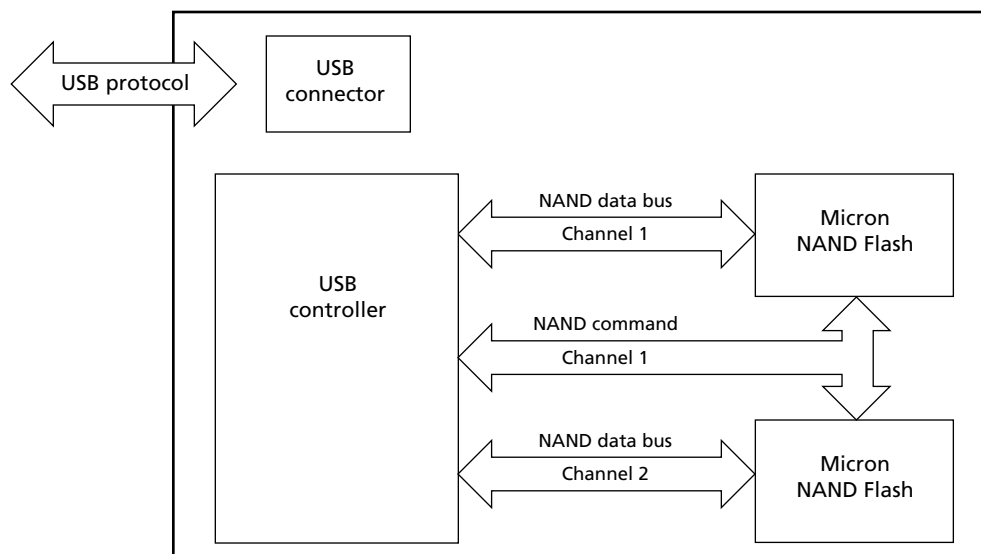 USB protocol
USB
connector
USB
controller
NAND data bus
Channel 1
Micron
NAND Flash
NAND command
Channel 1
NAND data bus
Channel 2
Micron
NAND Flash